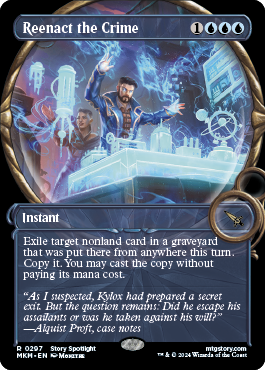 Reenact the Crime
1
Instant
Exile target nonland card in a graveyard
that was put there from anywhere this turn.
Copy it. You may cast the copy without
paying its mana cost.
“As I suspected, Kylox had prepared a secret
exit. But the question remains: Did he escape his
assailants or was he taken against his will?”
—Alquist Proft, case notes
R 0297 Story Spotlight mtgstory.com
MKM • EN ™ & © 2024 Wizards of the Coast